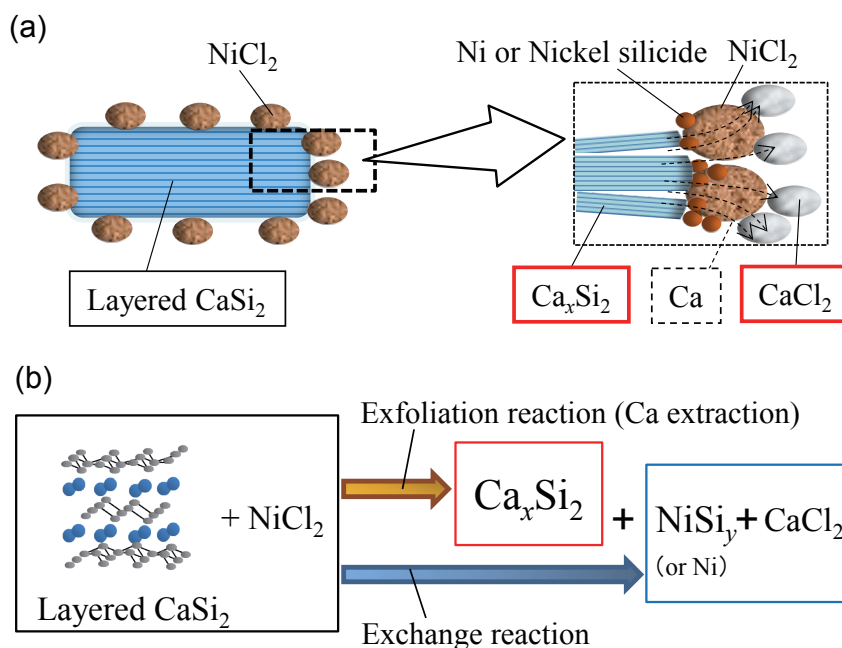 (a)
NiCl₂
Ni or Nickel silicide
NiCl₂
Layered CaSi₂
CaₓSi₂
Ca
CaCl₂
(b)
Exfoliation reaction (Ca extraction)
+ NiCl₂
CaₓSi₂
+
NiSiᵧ+ CaCl₂
(or Ni)
Layered CaSi₂
Exchange reaction